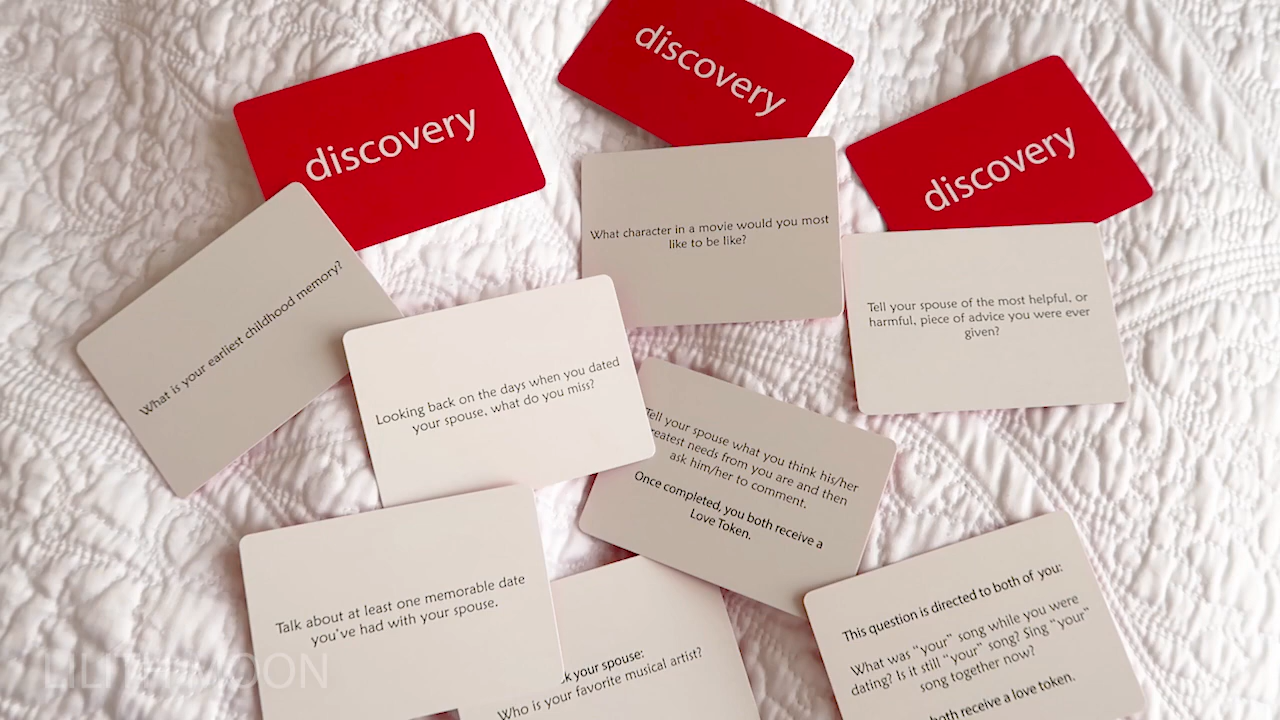 discovery
discovery
discovery
What character in a movie would you most
like to be like?
What is your earliest childhood memory?
Tell your spouse of the most helpful, or
harmful, piece of advice you were ever
given?
Looking back on the days when you dated
your spouse, what do you miss?
Tell your spouse what you think his/her
needs from you are and then
ask him/her to comment.
Once completed, you both receive a
Love Token.
Talk about at least one memorable date
you've had with your spouse.
your spouse:
Who is your favorite musical artist?
This question is directed to both of you:
What was "your" song while you were
dating? Is it still "your" song? Sing "your"
song together now?
both receive a love token.
LILITH MOON